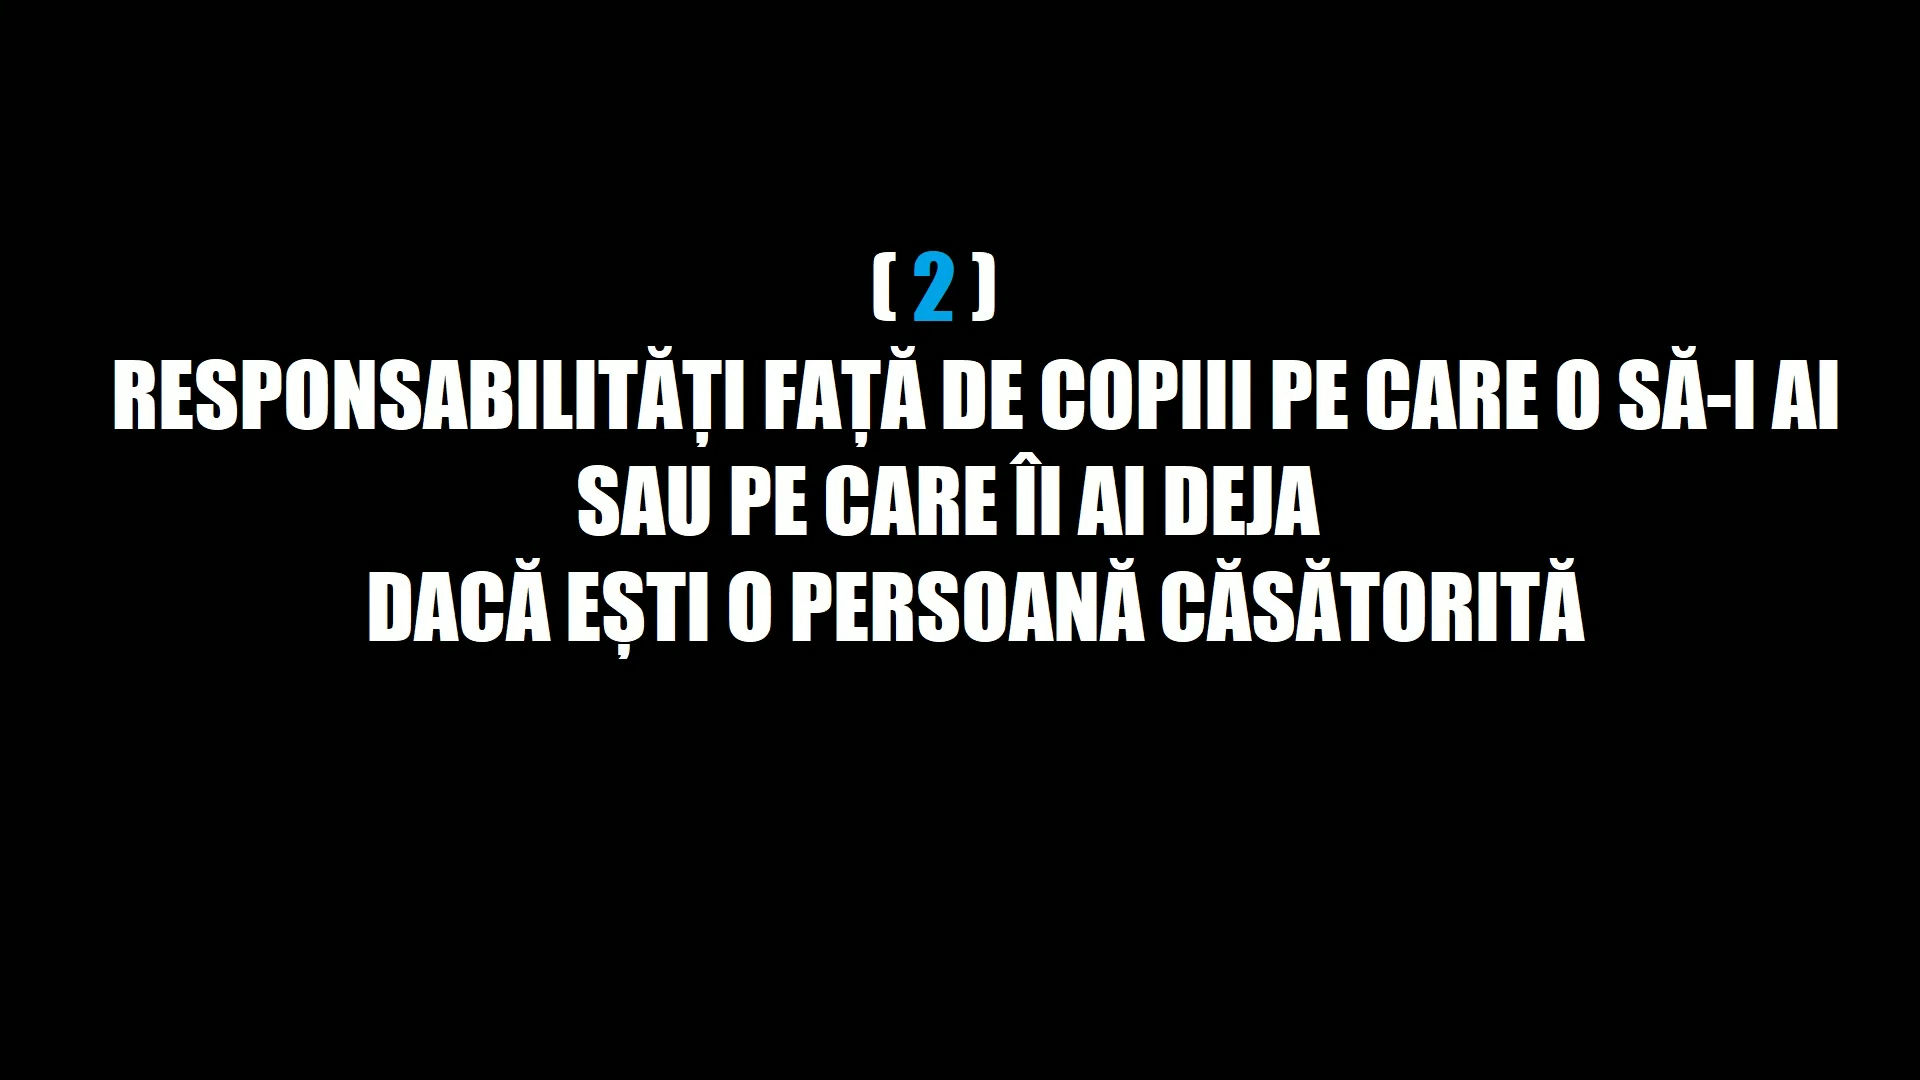 ( 2 )
RESPONSABILITĂȚI FAȚĂ DE COPIII PE CARE O SĂ-I AI
SAU PE CARE ÎI AI DEJA
DACĂ EȘTI O PERSOANĂ CĂSĂTORITĂ